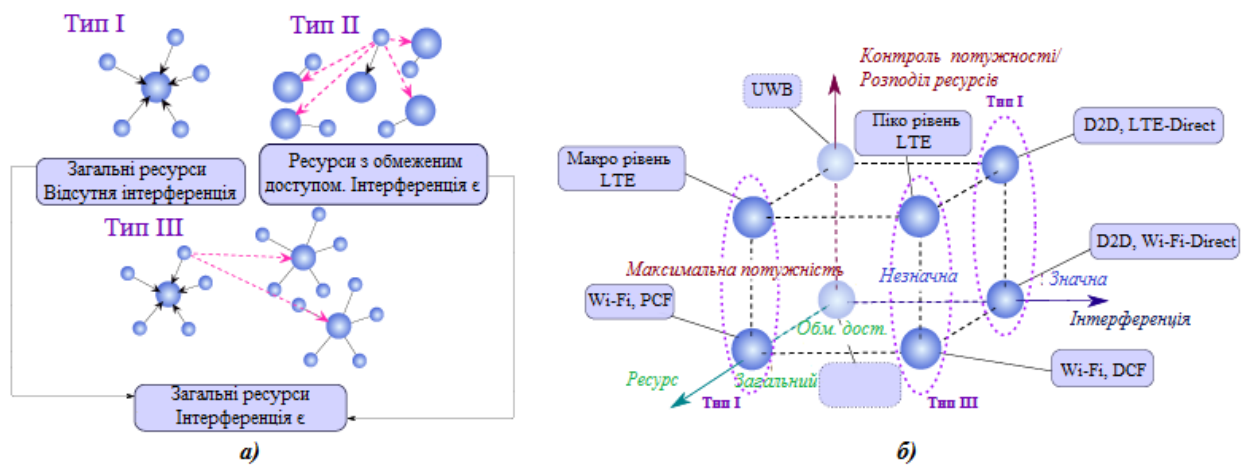 Тип I
Тип II
Загальні ресурси
Відсутня інтерференція
Ресурси з обмеженим
доступом. Інтерференція є
Тип III
Загальні ресурси
Інтерференція є
а)
Контроль потужності/
Розподіл ресурсів
UWB
Тип I
Піко рівень
LTE
D2D, LTE-Direct
Макро рівень
LTE
D2D, Wi-Fi-Direct
Максимальна потужність
Незначна
Значна
Wi-Fi, PCF
Інтерференція
Обм. дост.
Wi-Fi, DCF
Ресурс
Загальний
Тип I
Тип III
б)